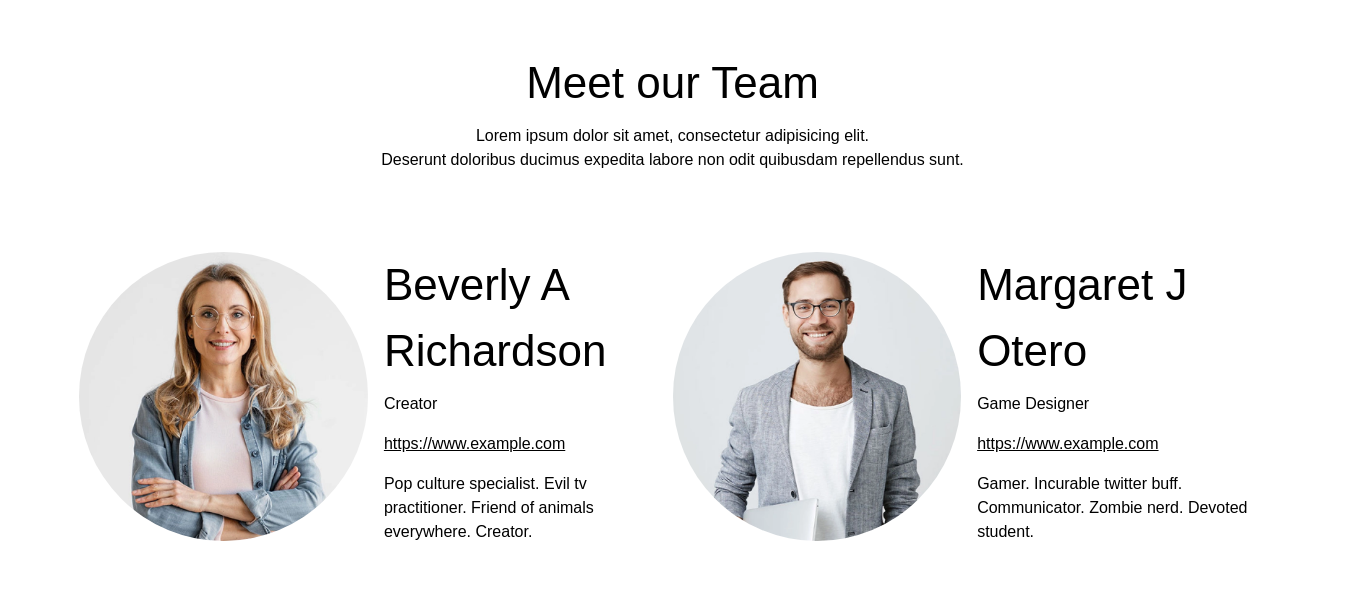 Meet our Team
Lorem ipsum dolor sit amet, consectetur adipisicing elit.
Deserunt doloribus ducimus expedita labore non odit quibusdam repellendus sunt.
Beverly A
Richardson
Creator
https://www.example.com
Pop culture specialist. Evil tv
practitioner. Friend of animals
everywhere. Creator.
Margaret J
Otero
Game Designer
https://www.example.com
Gamer. Incurable twitter buff.
Communicator. Zombie nerd. Devoted
student.